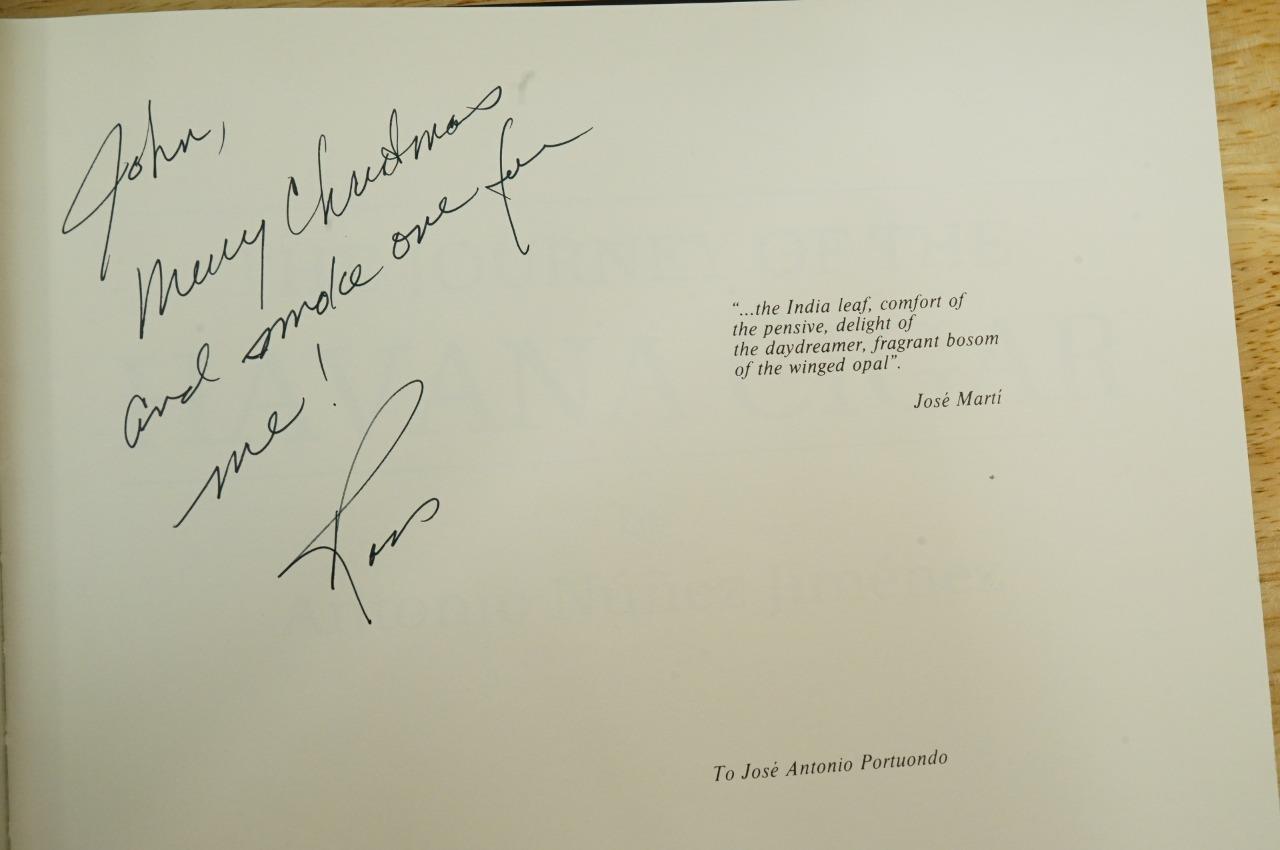 John,
Merry Christmas
and smoke one for
me!
Ross
"...the India leaf, comfort of
the pensive, delight of
the daydreamer, fragrant bosom
of the winged opal".
José Martí
To José Antonio Portuondo